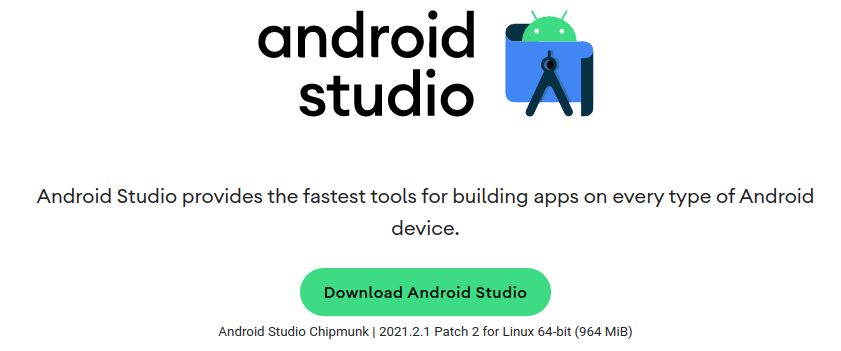 android
studio
Android Studio provides the fastest tools for building apps on every type of Android
device.
Download Android Studio
Android Studio Chipmunk | 2021.2.1 Patch 2 for Linux 64-bit (964 MiB)